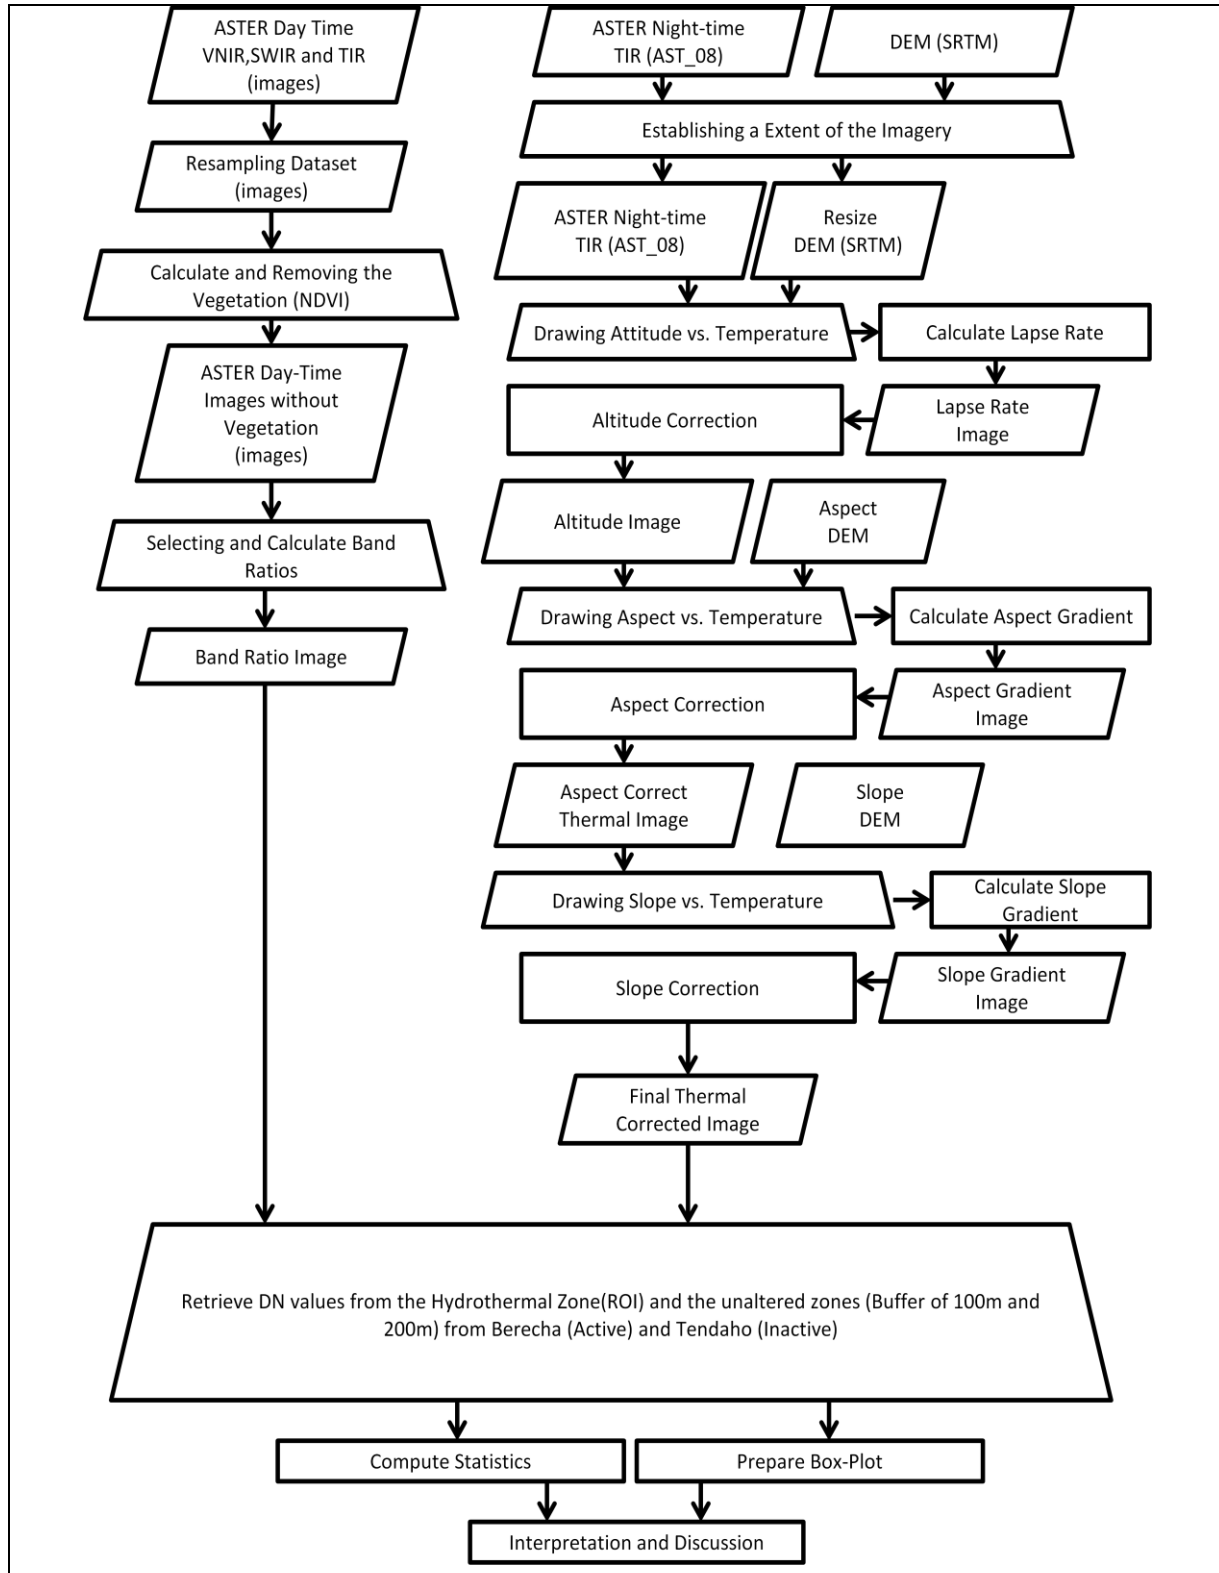 ASTER Day Time
VNIR,SWIR and TIR
(images)
Resampling Dataset
(images)
Calculate and Removing the
Vegetation (NDVI)
ASTER Day-Time
Images without
Vegetation
(images)
Selecting and Calculate Band
Ratios
Band Ratio Image
ASTER Night-time
TIR (AST_08)
DEM (SRTM)
Establishing a Extent of the Imagery
ASTER Night-time
TIR (AST_08)
Resize
DEM (SRTM)
Drawing Attitude vs. Temperature
Calculate Lapse Rate
Lapse Rate
Image
Altitude Correction
Altitude Image
Aspect
DEM
Drawing Aspect vs. Temperature
Calculate Aspect Gradient
Aspect Gradient
Image
Aspect Correction
Aspect Correct
Thermal Image
Slope
DEM
Drawing Slope vs. Temperature
Calculate Slope
Gradient
Slope Gradient
Image
Slope Correction
Final Thermal
Corrected Image
Retrieve DN values from the Hydrothermal Zone(ROI) and the unaltered zones (Buffer of 100m and
200m) from Berecha (Active) and Tendaho (Inactive)
Compute Statistics
Prepare Box-Plot
Interpretation and Discussion